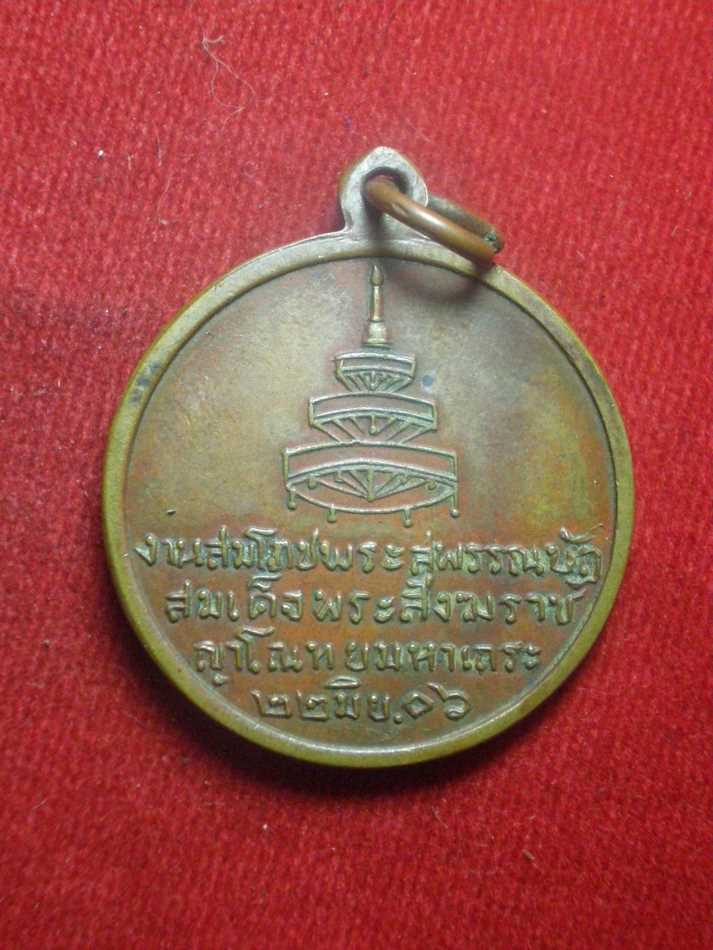 งานสมโภชพระสุพรรณบัฏ
สมเด็จพระสังฆราช
ญาโณทยมหาเถระ
๒๒ มิย.๐๖